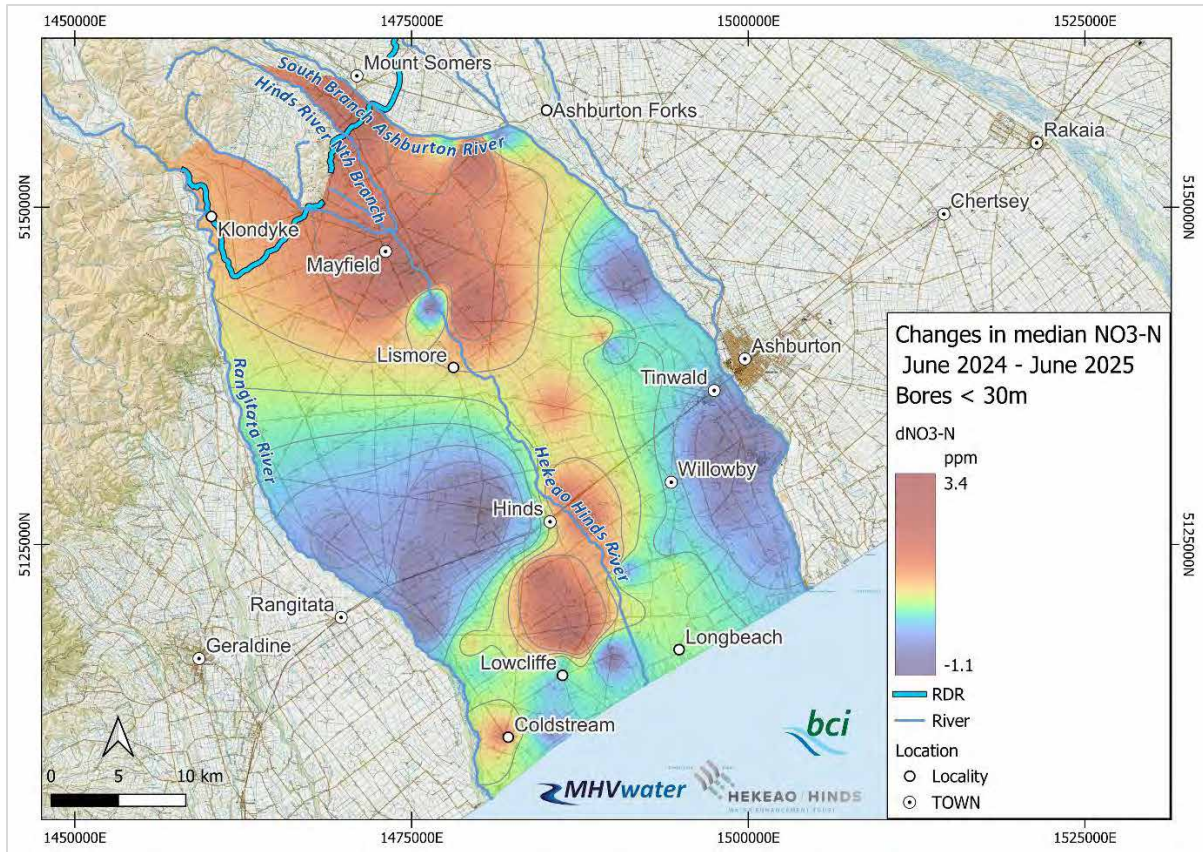 1450000E
1475000E
1500000E
1525000E
Mount Somers
South Branch Ashburton River
Hinds River Nth Branch
Ashburton Forks
Rakaia
5150000N
5150000N
Chertsey
Klondyke
Mayfield
Lismore
Ashburton
Tinwald
Rangitata River
Willowby
Hekeao Hinds River
Hinds
5125000N
5125000N
Rangitata
Geraldine
Longbeach
Lowcliffe
Coldstream
Changes in median NO3-N
June 2024 - June 2025
Bores < 30m
dNO3-N
ppm
3.4
-1.1
RDR
River
Location
Locality
TOWN
0 5 10 km
bci
MHVwater
HEKEAO HINDS
WATER ENHANCEMENT TRUST
1450000E
1475000E
1500000E
1525000E